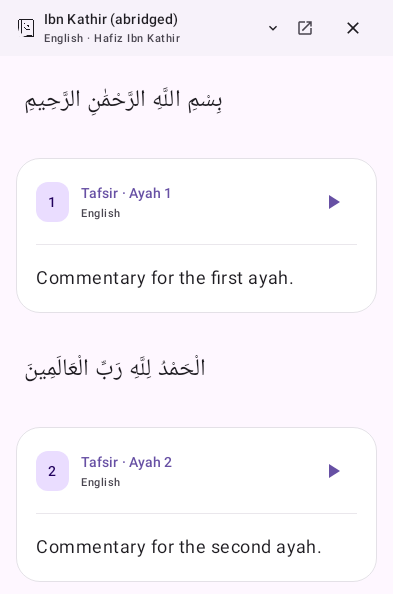 Ibn Kathir (abridged)
English · Hafiz Ibn Kathir
بِسْمِ اللَّهِ الرَّحْمَٰنِ الرَّحِيمِ
1
Tafsir · Ayah 1
English
Commentary for the first ayah.
الْحَمْدُ لِلَّهِ رَبِّ الْعَالَمِينَ
2
Tafsir · Ayah 2
English
Commentary for the second ayah.